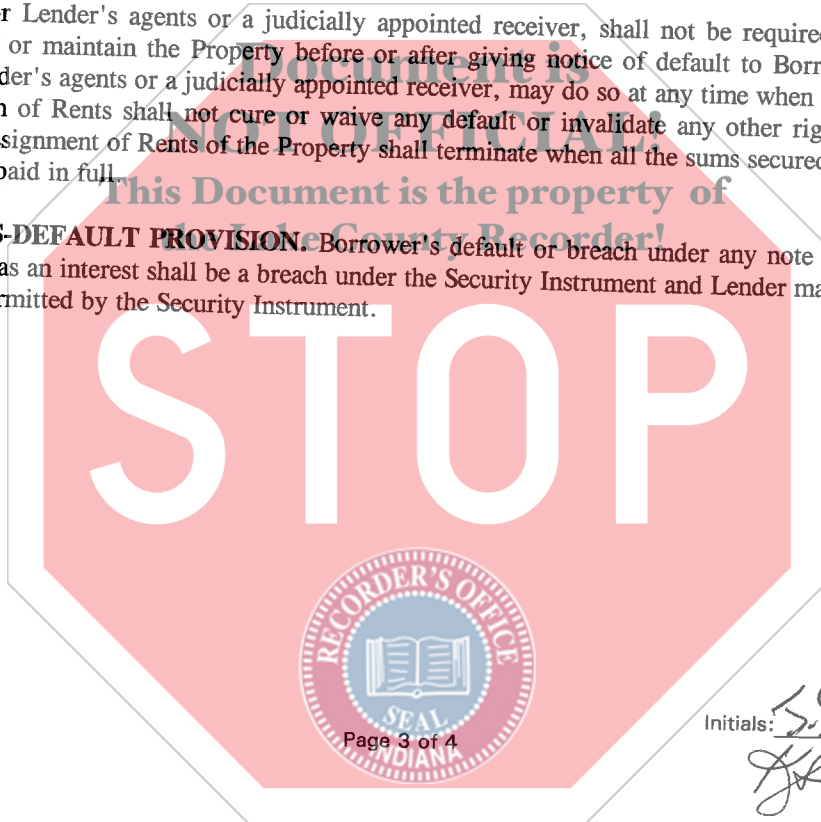 r Lender's agents or a judicially appointed receiver, shall not be require
or maintain the Property before or after giving notice of default to Borr
der's agents or a judicially appointed receiver, may do so at any time when
n of Rents shall not cure or waive any default or invalidate any other rig
signment of Rents of the Property shall terminate when all the sums secured
paid in full.
S-DEFAULT PROVISION. Borrower's default or breach under any note
as an interest shall be a breach under the Security Instrument and Lender ma
rmitted by the Security Instrument.
Document is
NOT OFFICIAL!
This Document is the property of
the Lake County Recorder!
STOP
RECORDER'S OFFICE
SEAL
INDIANA
Page 3 of 4
Initials: